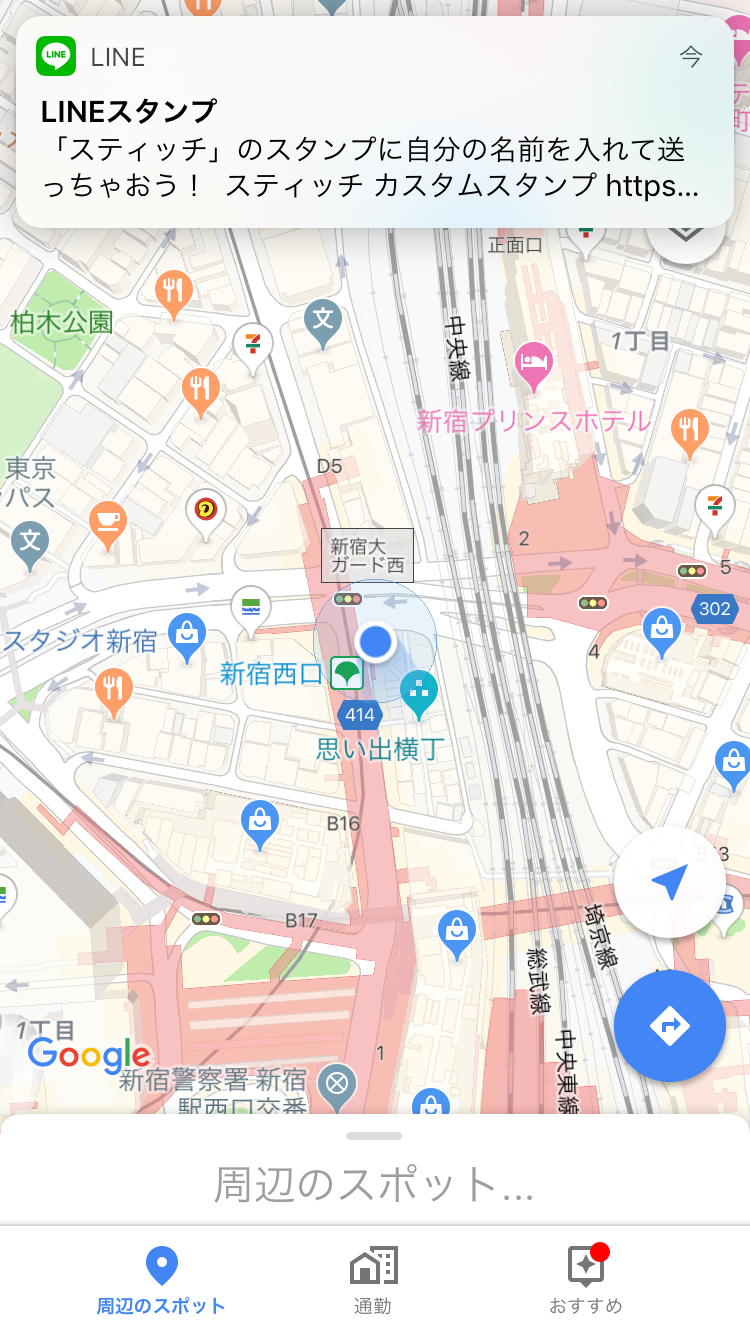 LINE
LINE
今
LINEスタンプ
「スティッチ」のスタンプに自分の名前を入れて送
っちゃおう！ スティッチ カスタムスタンプ https...
正面口
柏木公園
中央線
1丁目
新宿プリンスホテル
東京
パス
D5
2
新宿大
ガード西
5
302
スタジオ新宿
4
新宿西口
414
思い出横丁
B16
B13
B17
埼京線
総武線
1丁目
Google
1
中央東線
新宿警察署 新宿
駅西口交番
周辺のスポット...
周辺のスポット
通勤
おすすめ